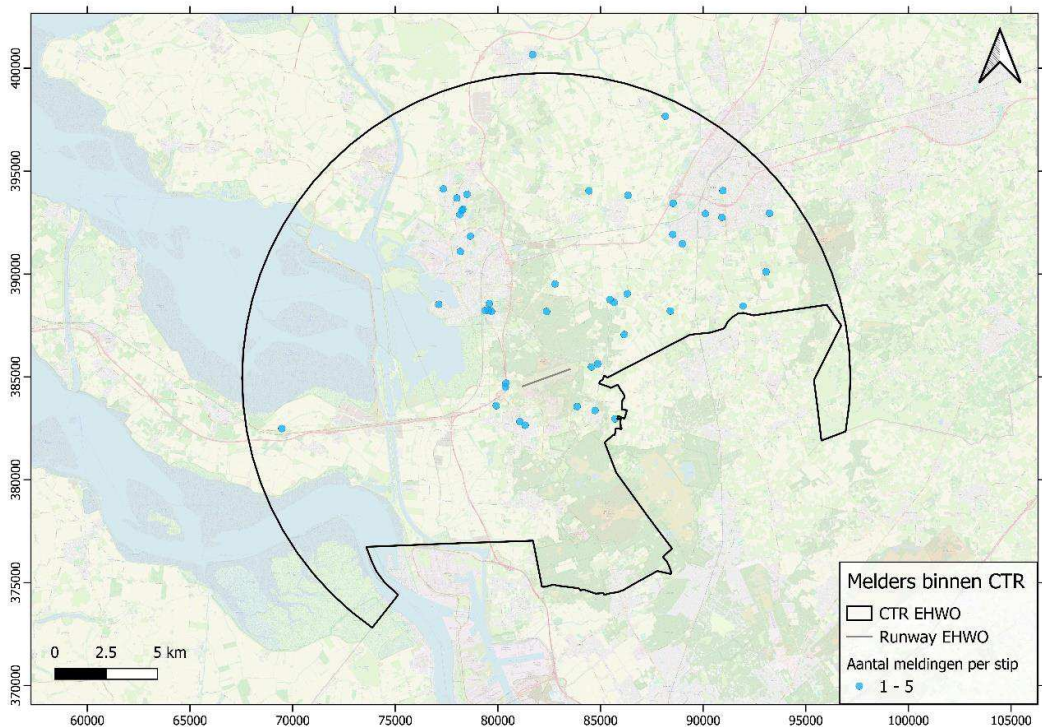 400000
395000
390000
385000
380000
375000
370000
0 2.5 5 km
Melders binnen CTR
CTR EHWO
Runway EHWO
Aantal meldingen per stip
1 - 5
60000 65000 70000 75000 80000 85000 90000 95000 100000 105000